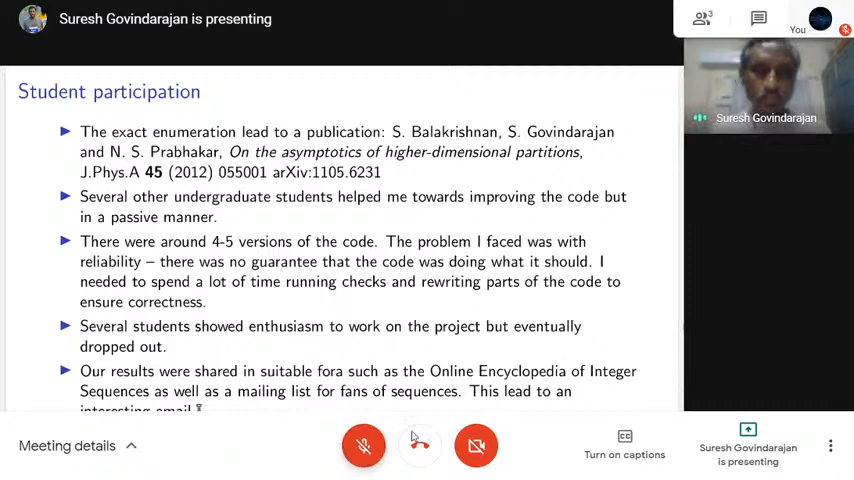 Suresh Govindarajan is presenting
3
You
Suresh Govindarajan
Student participation
The exact enumeration lead to a publication: S. Balakrishnan, S. Govindarajan
and N. S. Prabhakar, On the asymptotics of higher-dimensional partitions,
J.Phys.A 45 (2012) 055001 arXiv:1105.6231
Several other undergraduate students helped me towards improving the code but
in a passive manner.
There were around 4-5 versions of the code. The problem I faced was with
reliability – there was no guarantee that the code was doing what it should. I
needed to spend a lot of time running checks and rewriting parts of the code to
ensure correctness.
Several students showed enthusiasm to work on the project but eventually
dropped out.
Our results were shared in suitable fora such as the Online Encyclopedia of Integer
Sequences as well as a mailing list for fans of sequences. This lead to an
interesting email
Meeting details
CC
Turn on captions
Suresh Govindarajan
is presenting